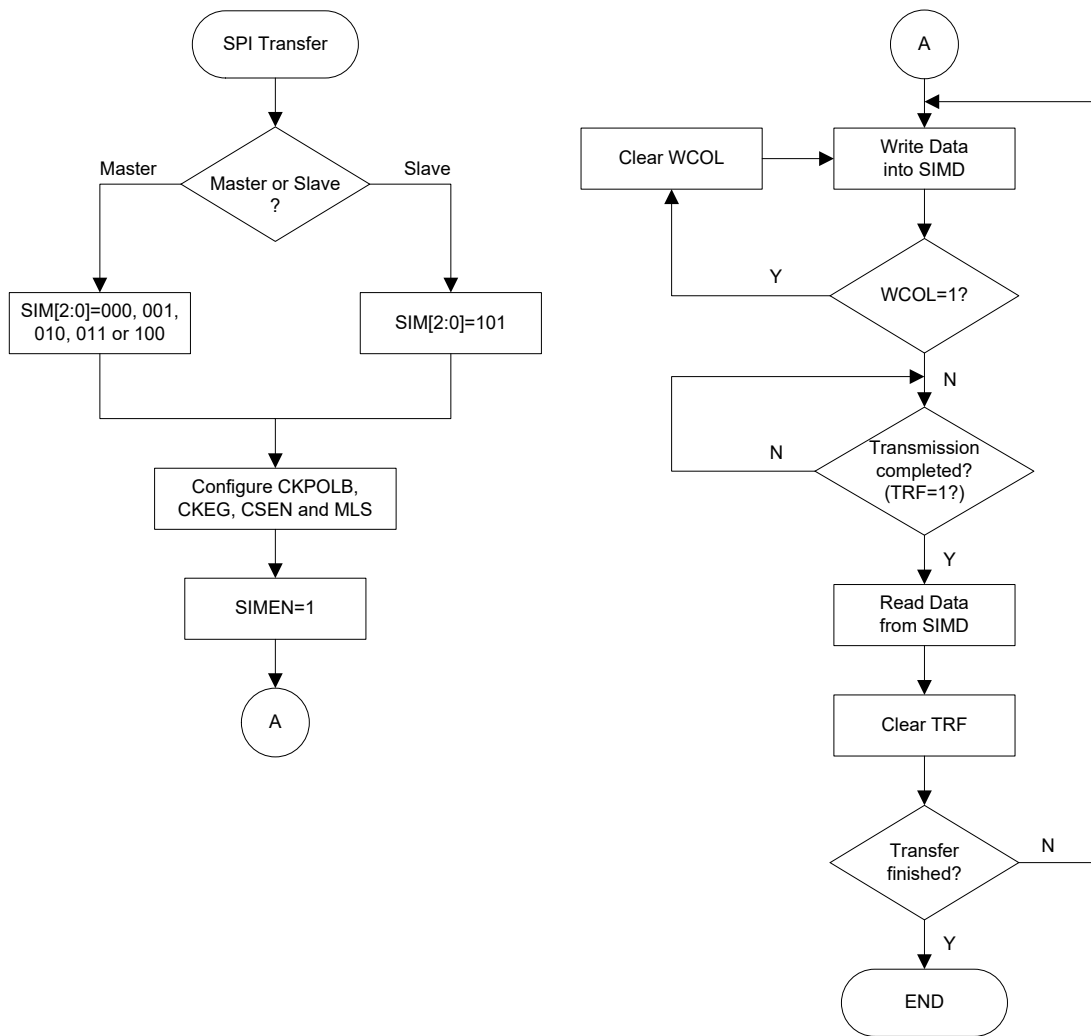 SPI Transfer
Master or Slave
?
Master
Slave
SIM[2:0]=000, 001,
010, 011 or 100
SIM[2:0]=101
Configure CKPOLB,
CKEG, CSEN and MLS
SIMEN=1
A
A
Write Data
into SIMD
Clear WCOL
WCOL=1?
Y
N
Transmission
completed?
(TRF=1?)
N
Y
Read Data
from SIMD
Clear TRF
Transfer
finished?
N
Y
END